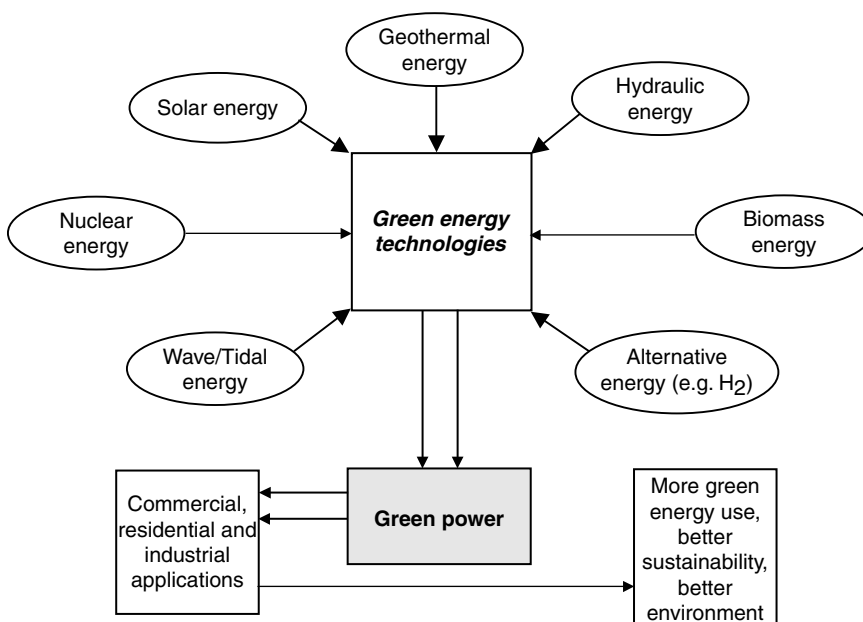 Geothermal
energy
Solar energy
Hydraulic
energy
Nuclear
energy
Green energy
technologies
Biomass
energy
Wave/Tidal
energy
Alternative
energy (e.g. H2)
Commercial,
residential and
industrial
applications
Green power
More green
energy use,
better
sustainability,
better
environment